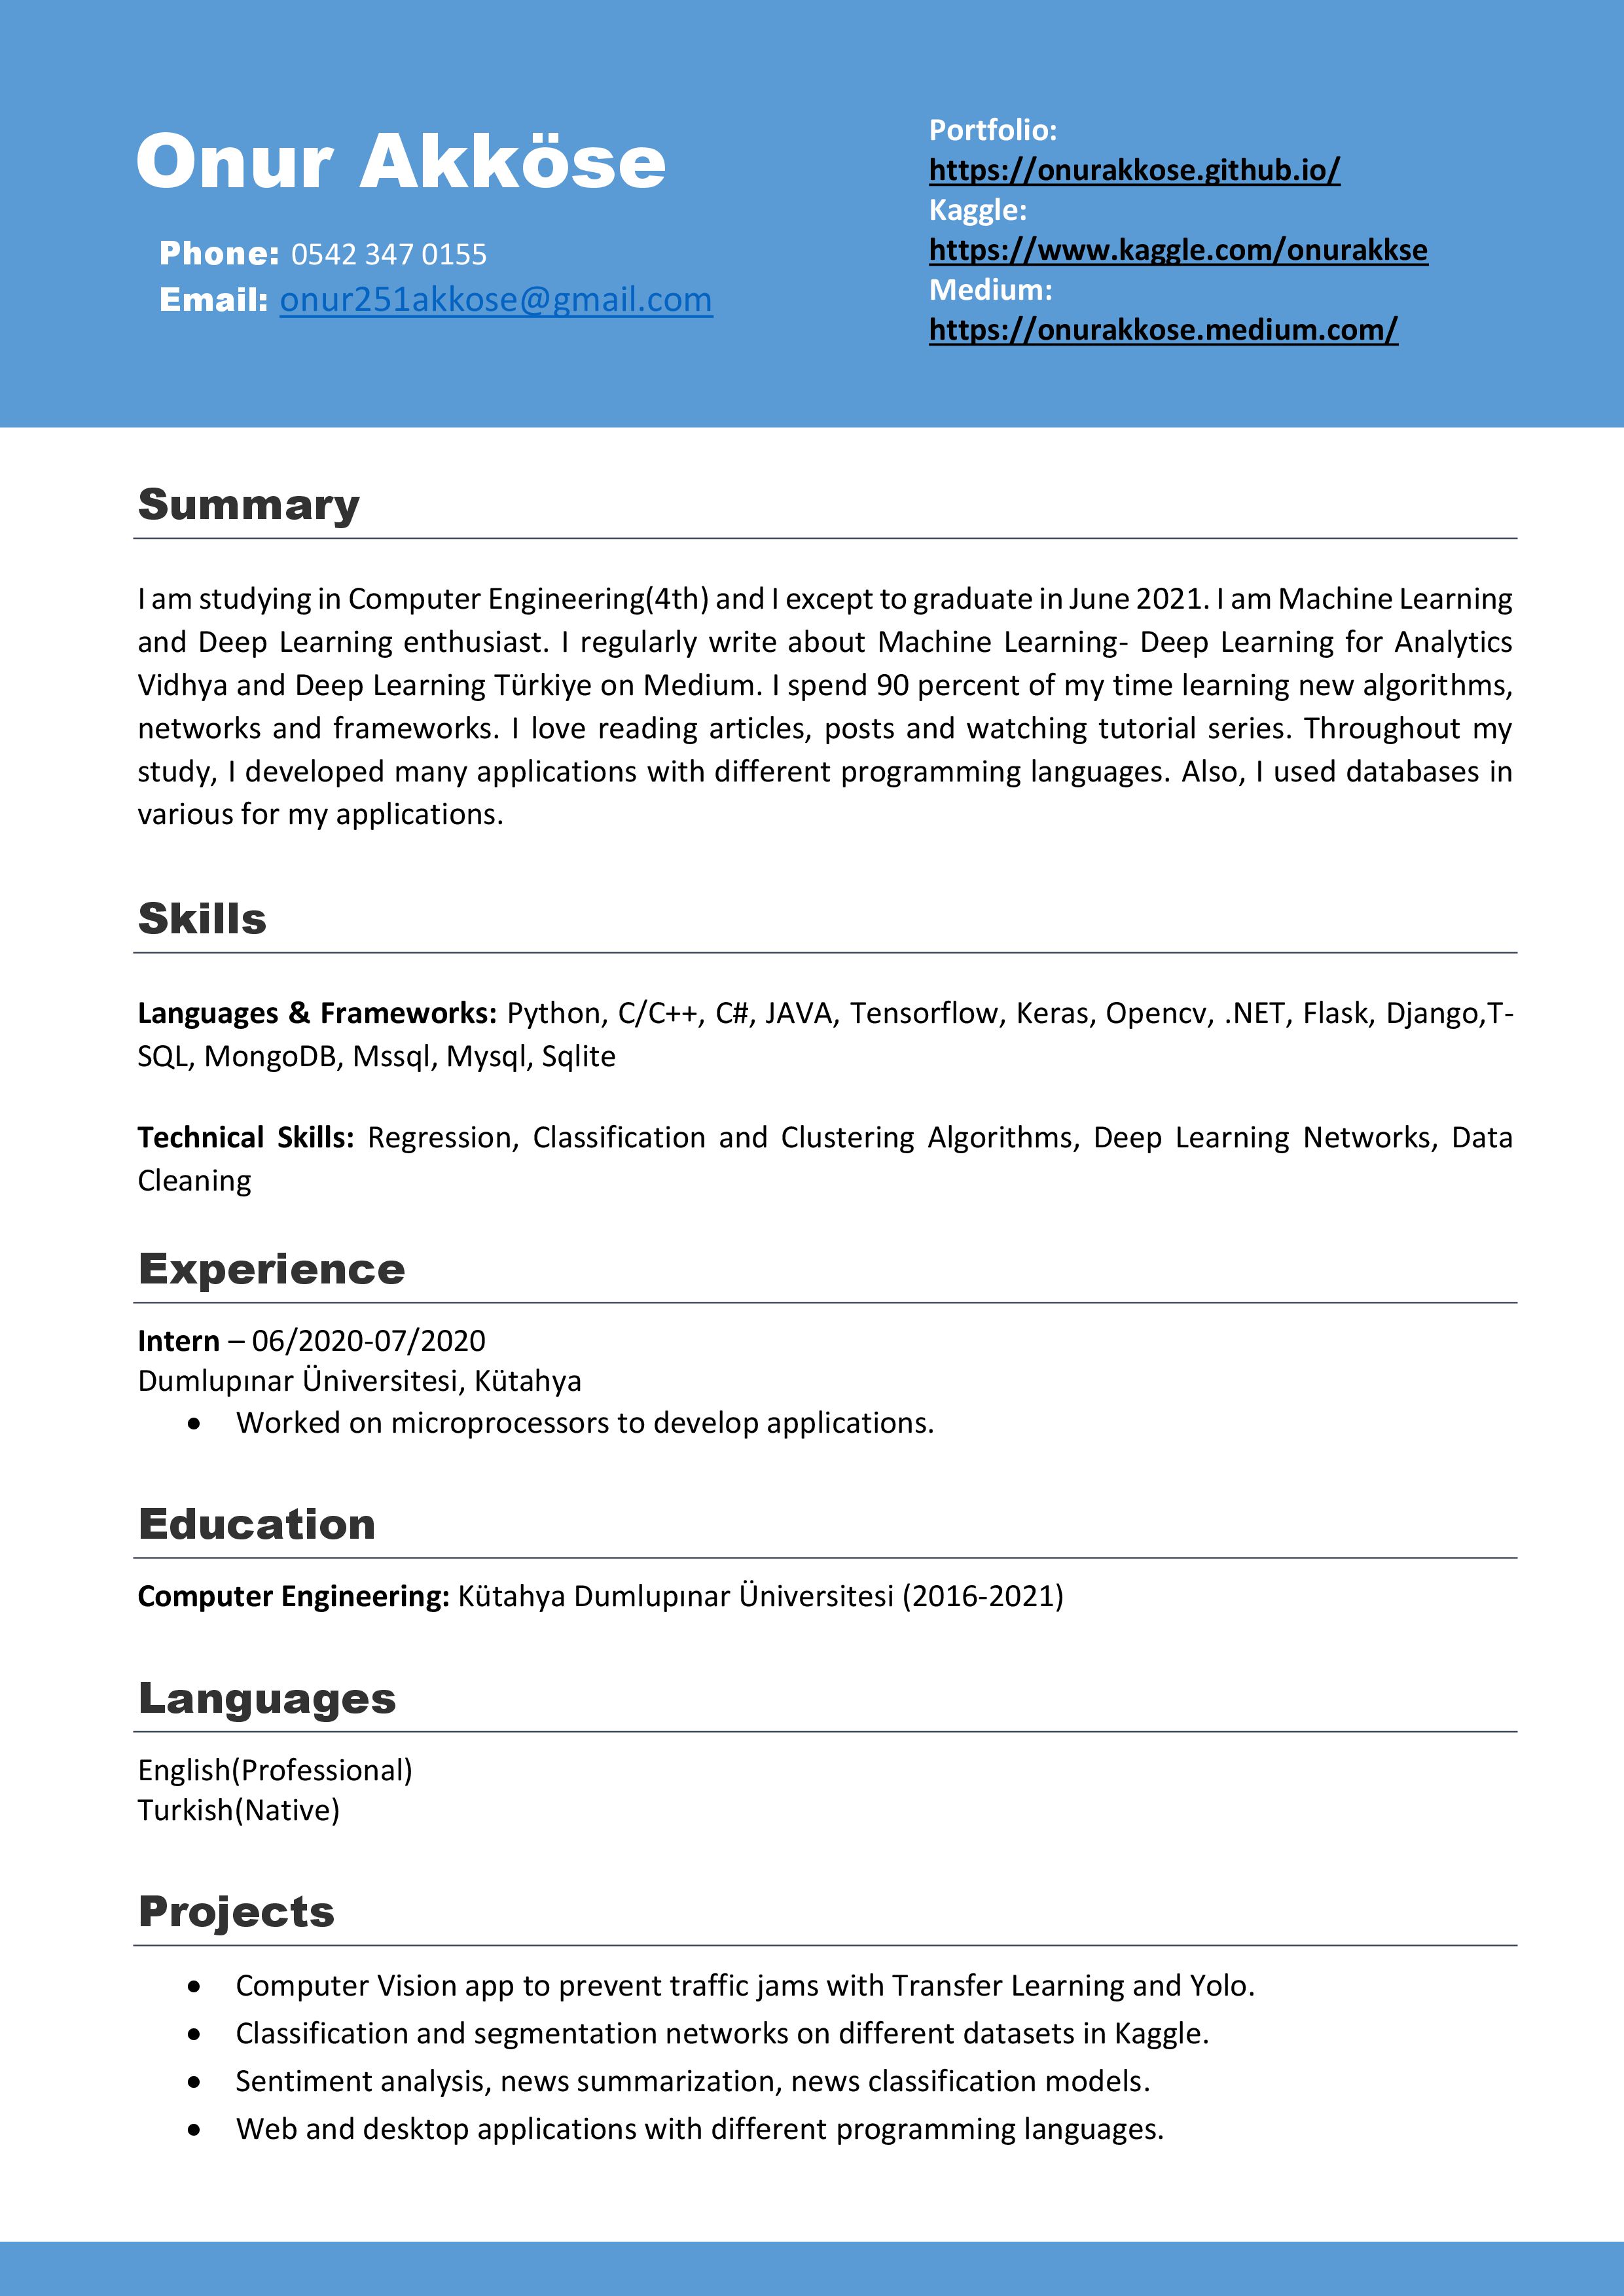 Onur Akköse
Phone: 0542 347 0155
Email: onur251akkose@gmail.com
Portfolio:
https://onurakkose.github.io/
Kaggle:
https://www.kaggle.com/onurakkse
Medium:
https://onurakkose.medium.com/
Summary
I am studying in Computer Engineering(4th) and I except to graduate in June 2021. I am Machine Learning
and Deep Learning enthusiast. I regularly write about Machine Learning- Deep Learning for Analytics
Vidhya and Deep Learning Türkiye on Medium. I spend 90 percent of my time learning new algorithms,
networks and frameworks. I love reading articles, posts and watching tutorial series. Throughout my
study, I developed many applications with different programming languages. Also, I used databases in
various for my applications.
Skills
Languages & Frameworks: Python, C/C++, C#, JAVA, Tensorflow, Keras, Opencv, .NET, Flask, Django,T-
SQL, MongoDB, Mssql, Mysql, Sqlite
Technical Skills: Regression, Classification and Clustering Algorithms, Deep Learning Networks, Data
Cleaning
Experience
Intern – 06/2020-07/2020
Dumlupınar Üniversitesi, Kütahya
• Worked on microprocessors to develop applications.
Education
Computer Engineering: Kütahya Dumlupınar Üniversitesi (2016-2021)
Languages
English(Professional)
Turkish(Native)
Projects
• Computer Vision app to prevent traffic jams with Transfer Learning and Yolo.
• Classification and segmentation networks on different datasets in Kaggle.
• Sentiment analysis, news summarization, news classification models.
• Web and desktop applications with different programming languages.